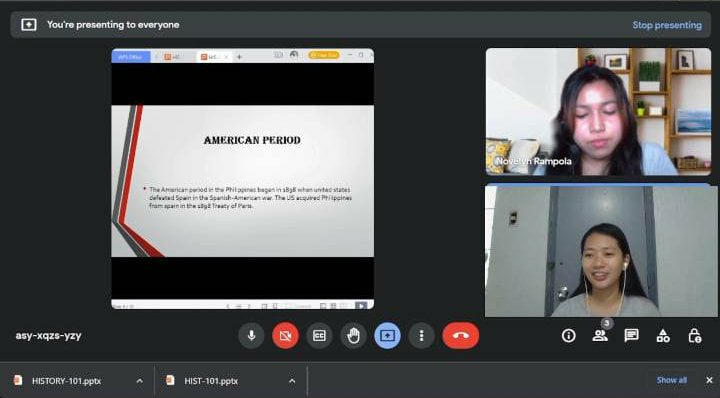 You're presenting to everyone
Stop presenting
WPS Office
AMERICAN PERIOD
The American period in the Philippines began in 1898 when united states
defeated Spain in the Spanish-American war. The US acquired Philippines
from spain in the 1898 Treaty of Paris.
Novelyn Rampola
asy-xqzs-yzy
CC
3
HISTORY-101.pptx
HIST-101.pptx
Show all